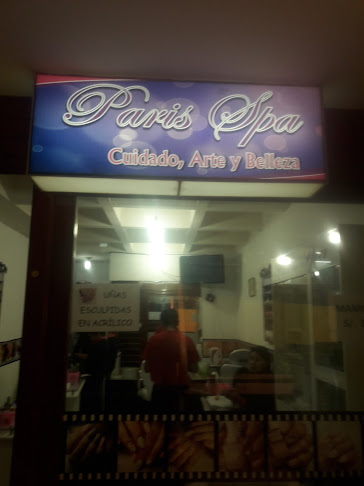 Paris Spa
Cuidado, Arte y Belleza
UÑAS
ESCULPIDAS
EN ACRÍLICO